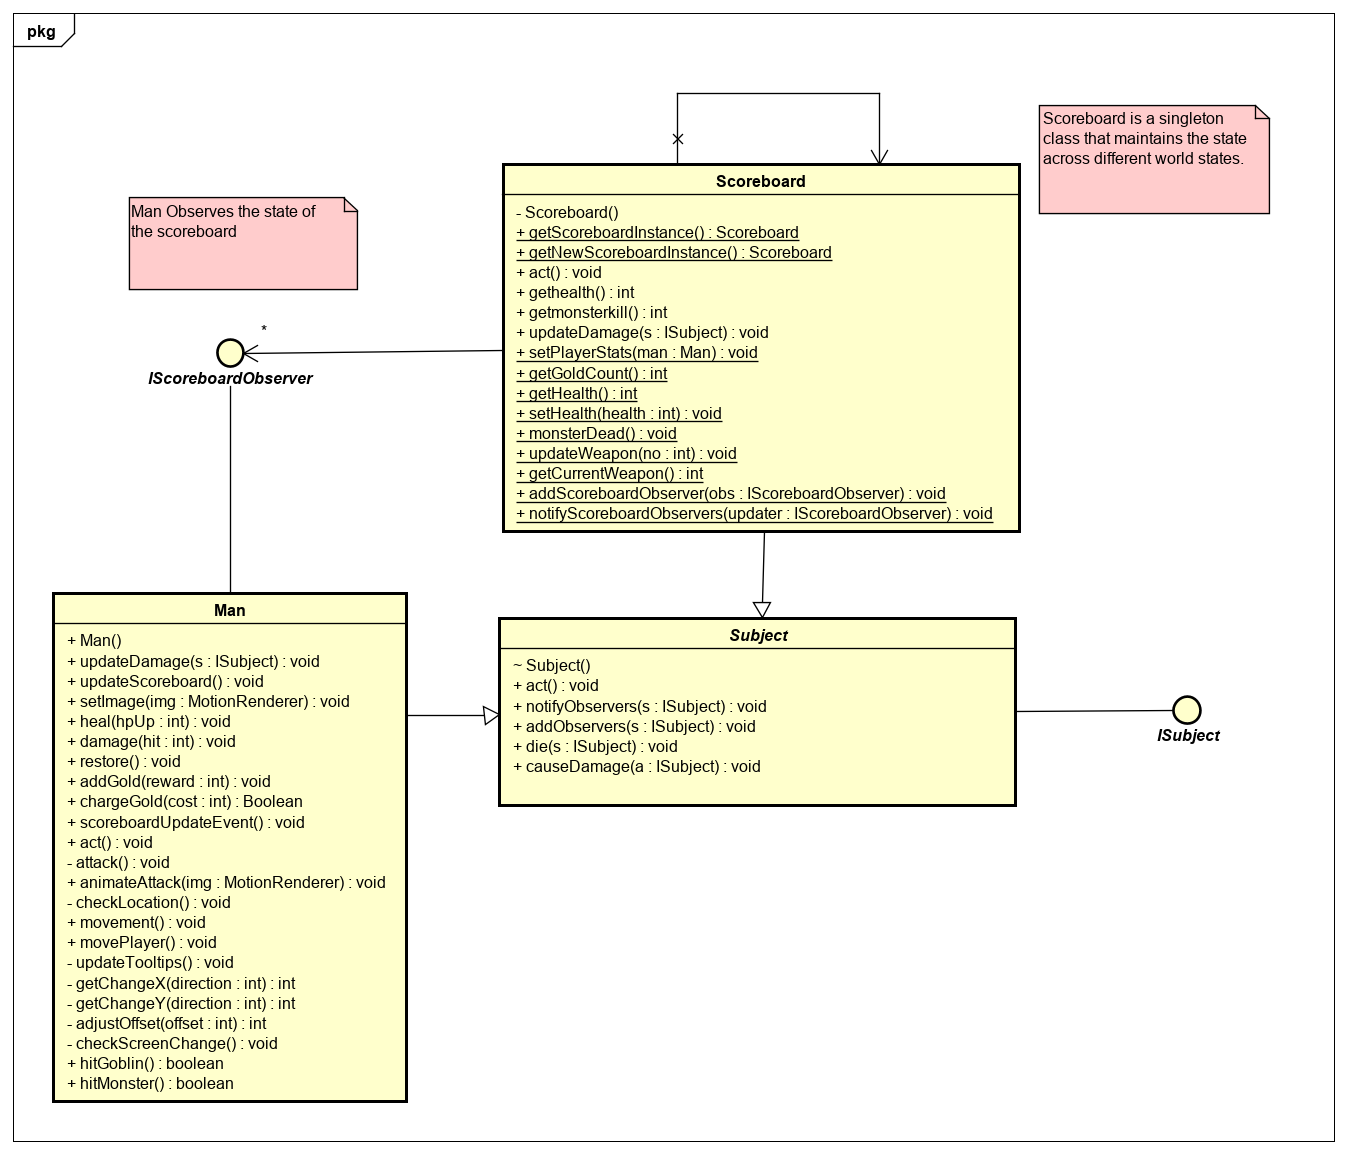 pkg
Scoreboard is a singleton
class that maintains the state
across different world states.
Man Observes the state of
the scoreboard
Scoreboard
- Scoreboard()
+ getScoreboardInstance() : Scoreboard
+ getNewScoreboardInstance() : Scoreboard
+ act() : void
+ gethealth() : int
+ getmonsterkill() : int
+ updateDamage(s : ISubject) : void
+ setPlayerStats(man : Man) : void
+ getGoldCount() : int
+ getHealth() : int
+ setHealth(health : int) : void
+ monsterDead() : void
+ updateWeapon(no : int) : void
+ getCurrentWeapon() : int
+ addScoreboardObserver(obs : IScoreboardObserver) : void
+ notifyScoreboardObservers(updater : IScoreboardObserver) : void
*
IScoreboardObserver
Man
+ Man()
+ updateDamage(s : ISubject) : void
+ updateScoreboard() : void
+ setImage(img : MotionRenderer) : void
+ heal(hpUp : int) : void
+ damage(hit : int) : void
+ restore() : void
+ addGold(reward : int) : void
+ chargeGold(cost : int) : Boolean
+ scoreboardUpdateEvent() : void
+ act() : void
- attack() : void
+ animateAttack(img : MotionRenderer) : void
- checkLocation() : void
+ movement() : void
+ movePlayer() : void
- updateTooltips() : void
- getChangeX(direction : int) : int
- getChangeY(direction : int) : int
- adjustOffset(offset : int) : int
- checkScreenChange() : void
+ hitGoblin() : boolean
+ hitMonster() : boolean
Subject
~ Subject()
+ act() : void
+ notifyObservers(s : ISubject) : void
+ addObservers(s : ISubject) : void
+ die(s : ISubject) : void
+ causeDamage(a : ISubject) : void
ISubject